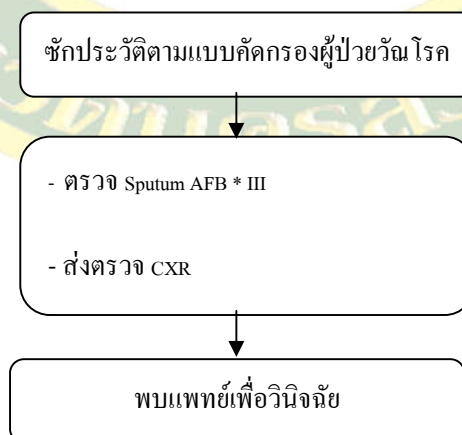 ซักประวัติตามแบบคัดกรองผู้ป่วยวัณโรค
- ตรวจ Sputum AFB * III
- ส่งตรวจ CXR
พบแพทย์เพื่อวินิจฉัย